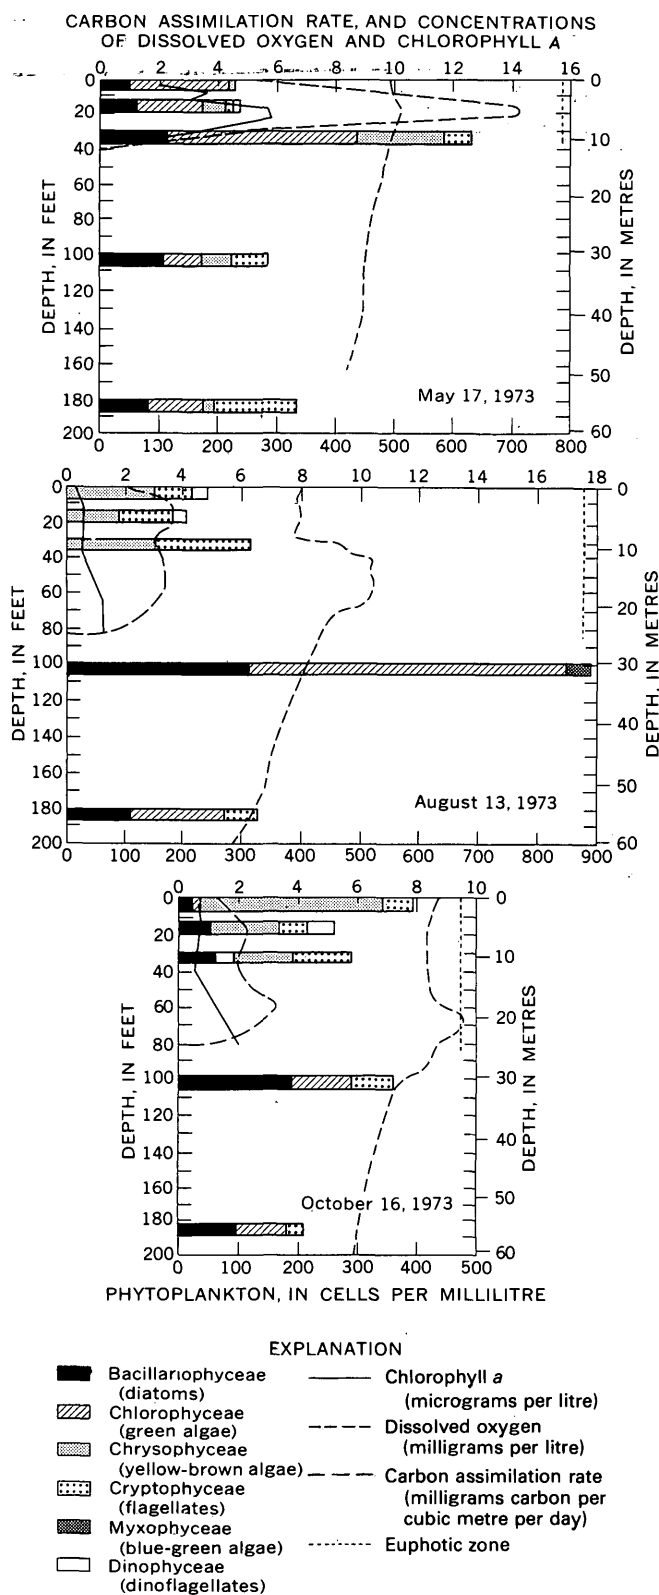 CARBON ASSIMILATION RATE, AND CONCENTRATIONS
OF DISSOLVED OXYGEN AND CHLOROPHYLL A
0 2 4 6 8 10 12 14 16
0
20
40
60
80
100
120
140
160
180
200
DEPTH, IN FEET
0
10
20
30
40
50
60
DEPTH, IN METRES
May 17, 1973
0 100 200 300 400 500 600 700 800
0 2 4 6 8 10 12 14 16 18
0
20
40
60
80
100
120
140
160
180
200
DEPTH, IN FEET
0
10
20
30
40
50
60
DEPTH, IN METRES
August 13, 1973
0 100 200 300 400 500 600 700 800 900
0 2 4 6 8 10
0
20
40
60
80
100
120
140
160
180
200
DEPTH, IN FEET
0
10
20
30
40
50
60
DEPTH, IN METRES
October 16, 1973
0 100 200 300 400 500
PHYTOPLANKTON, IN CELLS PER MILLILITRE
EXPLANATION
Bacillariophyceae
(diatoms)
Chlorophyceae
(green algae)
Chrysophyceae
(yellow-brown algae)
Cryptophyceae
(flagellates)
Myxophyceae
(blue-green algae)
Dinophyceae
(dinoflagellates)
Chlorophyll a
(micrograms per litre)
Dissolved oxygen
(milligrams per litre)
Carbon assimilation rate
(milligrams carbon per
cubic metre per day)
Euphotic zone